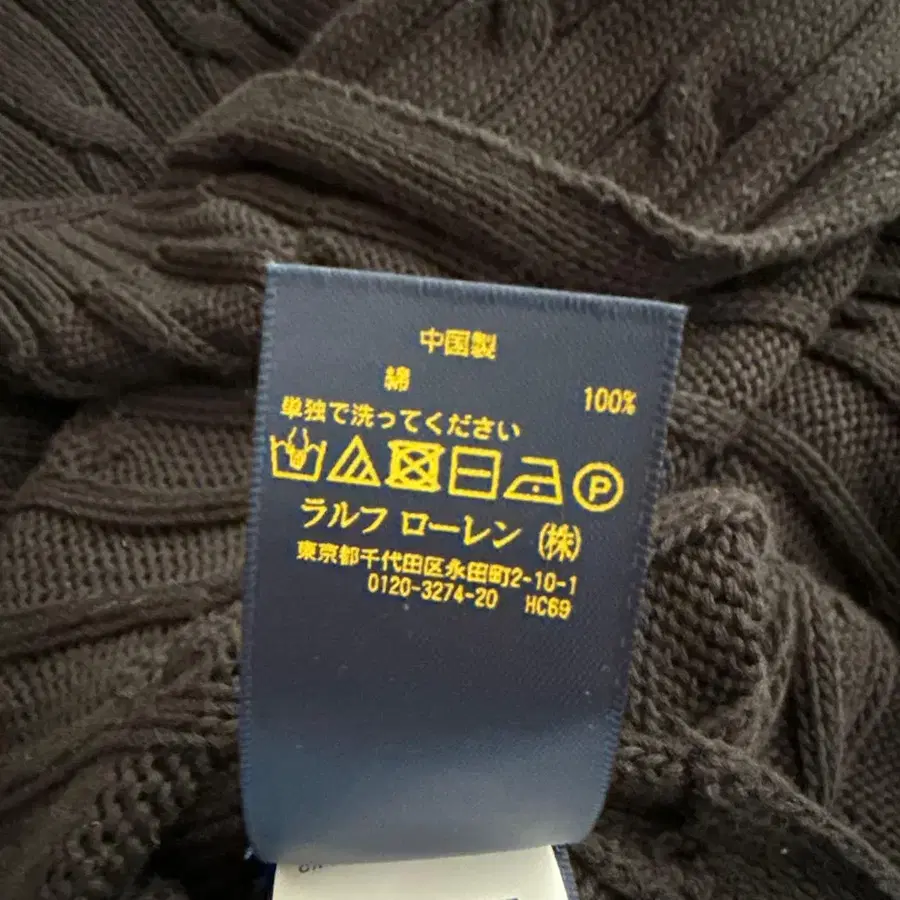 中国製
綿 100%
単独で洗ってください
P
ラルフ ローレン (株)
東京都千代田区永田町2-10-1
0120-3274-20 HC69